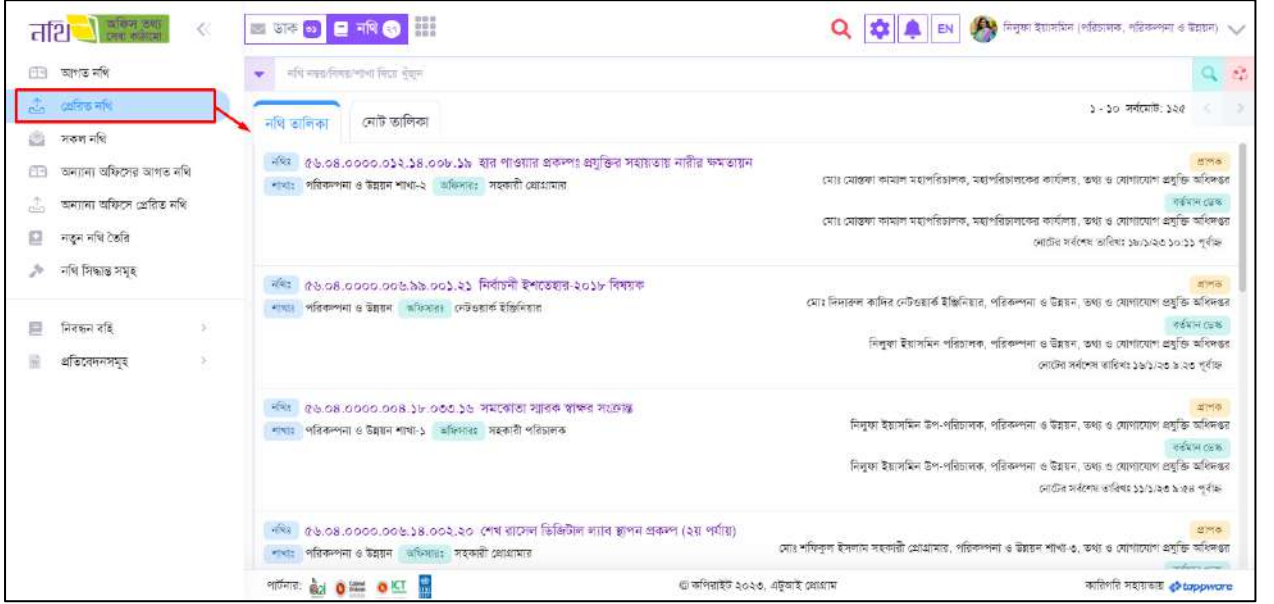 নথি অফিস তথ্য সেবা কাঠামো
ডাক ৩১ নথি ২২ EN নিলুফা ইয়াসমিন (পরিচালক, পরিকল্পনা ও উন্নয়ন)
আগত নথি
প্রেরিত নথি
সকল নথি
অন্যান্য অফিসের আগত নথি
অন্যান্য অফিসে প্রেরিত নথি
নতুন নথি তৈরি
নথি সিদ্ধান্ত সমূহ
নিবন্ধন বহি
প্রতিবেদনসমূহ
নথি নম্বর/বিষয়/শাখা দিয়ে খুঁজুন
নথি তালিকা নোট তালিকা ১ - ১০ সর্বমোট: ১২৫
নথিঃ ৫৬.০৪.০০০০.০১২.১৪.০০৮.১৯ হার পাওয়ার প্রকল্পঃ প্রযুক্তির সহায়তায় নারীর ক্ষমতায়ন
শাখাঃ পরিকল্পনা ও উন্নয়ন শাখা-২ অফিসারঃ সহকারী প্রোগ্রামার
প্রাপক
মোঃ মোস্তফা কামাল মহাপরিচালক, মহাপরিচালকের কার্যালয়, তথ্য ও যোগাযোগ প্রযুক্তি অধিদপ্তর
বর্তমান ডেস্ক
মোঃ মোস্তফা কামাল মহাপরিচালক, মহাপরিচালকের কার্যালয়, তথ্য ও যোগাযোগ প্রযুক্তি অধিদপ্তর
নোটের সর্বশেষ তারিখঃ ১৮/১/২৩ ১০:১১ পূর্বাহ্ন
নথিঃ ৫৬.০৪.০০০০.০০৬.৯৯.০০১.২১ নির্বাচনী ইশতেহার-২০১৮ বিষয়ক
শাখাঃ পরিকল্পনা ও উন্নয়ন অফিসারঃ নেটওয়ার্ক ইঞ্জিনিয়ার
প্রাপক
মোঃ দিদারুল কাদির নেটওয়ার্ক ইঞ্জিনিয়ার, পরিকল্পনা ও উন্নয়ন, তথ্য ও যোগাযোগ প্রযুক্তি অধিদপ্তর
বর্তমান ডেস্ক
নিলুফা ইয়াসমিন পরিচালক, পরিকল্পনা ও উন্নয়ন, তথ্য ও যোগাযোগ প্রযুক্তি অধিদপ্তর
নোটের সর্বশেষ তারিখঃ ১৬/১/২৩ ৯:২৩ পূর্বাহ্ন
নথিঃ ৫৬.০৪.০০০০.০০৪.১৮.০৩৩.১৬ সমঝোতা স্মারক স্বাক্ষর সংক্রান্ত
শাখাঃ পরিকল্পনা ও উন্নয়ন শাখা-১ অফিসারঃ সহকারী পরিচালক
প্রাপক
নিলুফা ইয়াসমিন উপ-পরিচালক, পরিকল্পনা ও উন্নয়ন, তথ্য ও যোগাযোগ প্রযুক্তি অধিদপ্তর
বর্তমান ডেস্ক
নিলুফা ইয়াসমিন উপ-পরিচালক, পরিকল্পনা ও উন্নয়ন, তথ্য ও যোগাযোগ প্রযুক্তি অধিদপ্তর
নোটের সর্বশেষ তারিখঃ ১১/১/২৩ ৯:৫৪ পূর্বাহ্ন
নথিঃ ৫৬.০৪.০০০০.০০৬.১৪.০০২.২০ শেখ রাসেল ডিজিটাল ল্যাব স্থাপন প্রকল্প (২য় পর্যায়)
শাখাঃ পরিকল্পনা ও উন্নয়ন অফিসারঃ সহকারী প্রোগ্রামার
প্রাপক
মোঃ শফিকুল ইসলাম সহকারী প্রোগ্রামার, পরিকল্পনা ও উন্নয়ন শাখা-৩, তথ্য ও যোগাযোগ প্রযুক্তি অধিদপ্তর
পার্টনার: a2i ICT © কপিরাইট ২০২৩, এটুআই প্রোগ্রাম কারিগরি সহায়তায় tappware